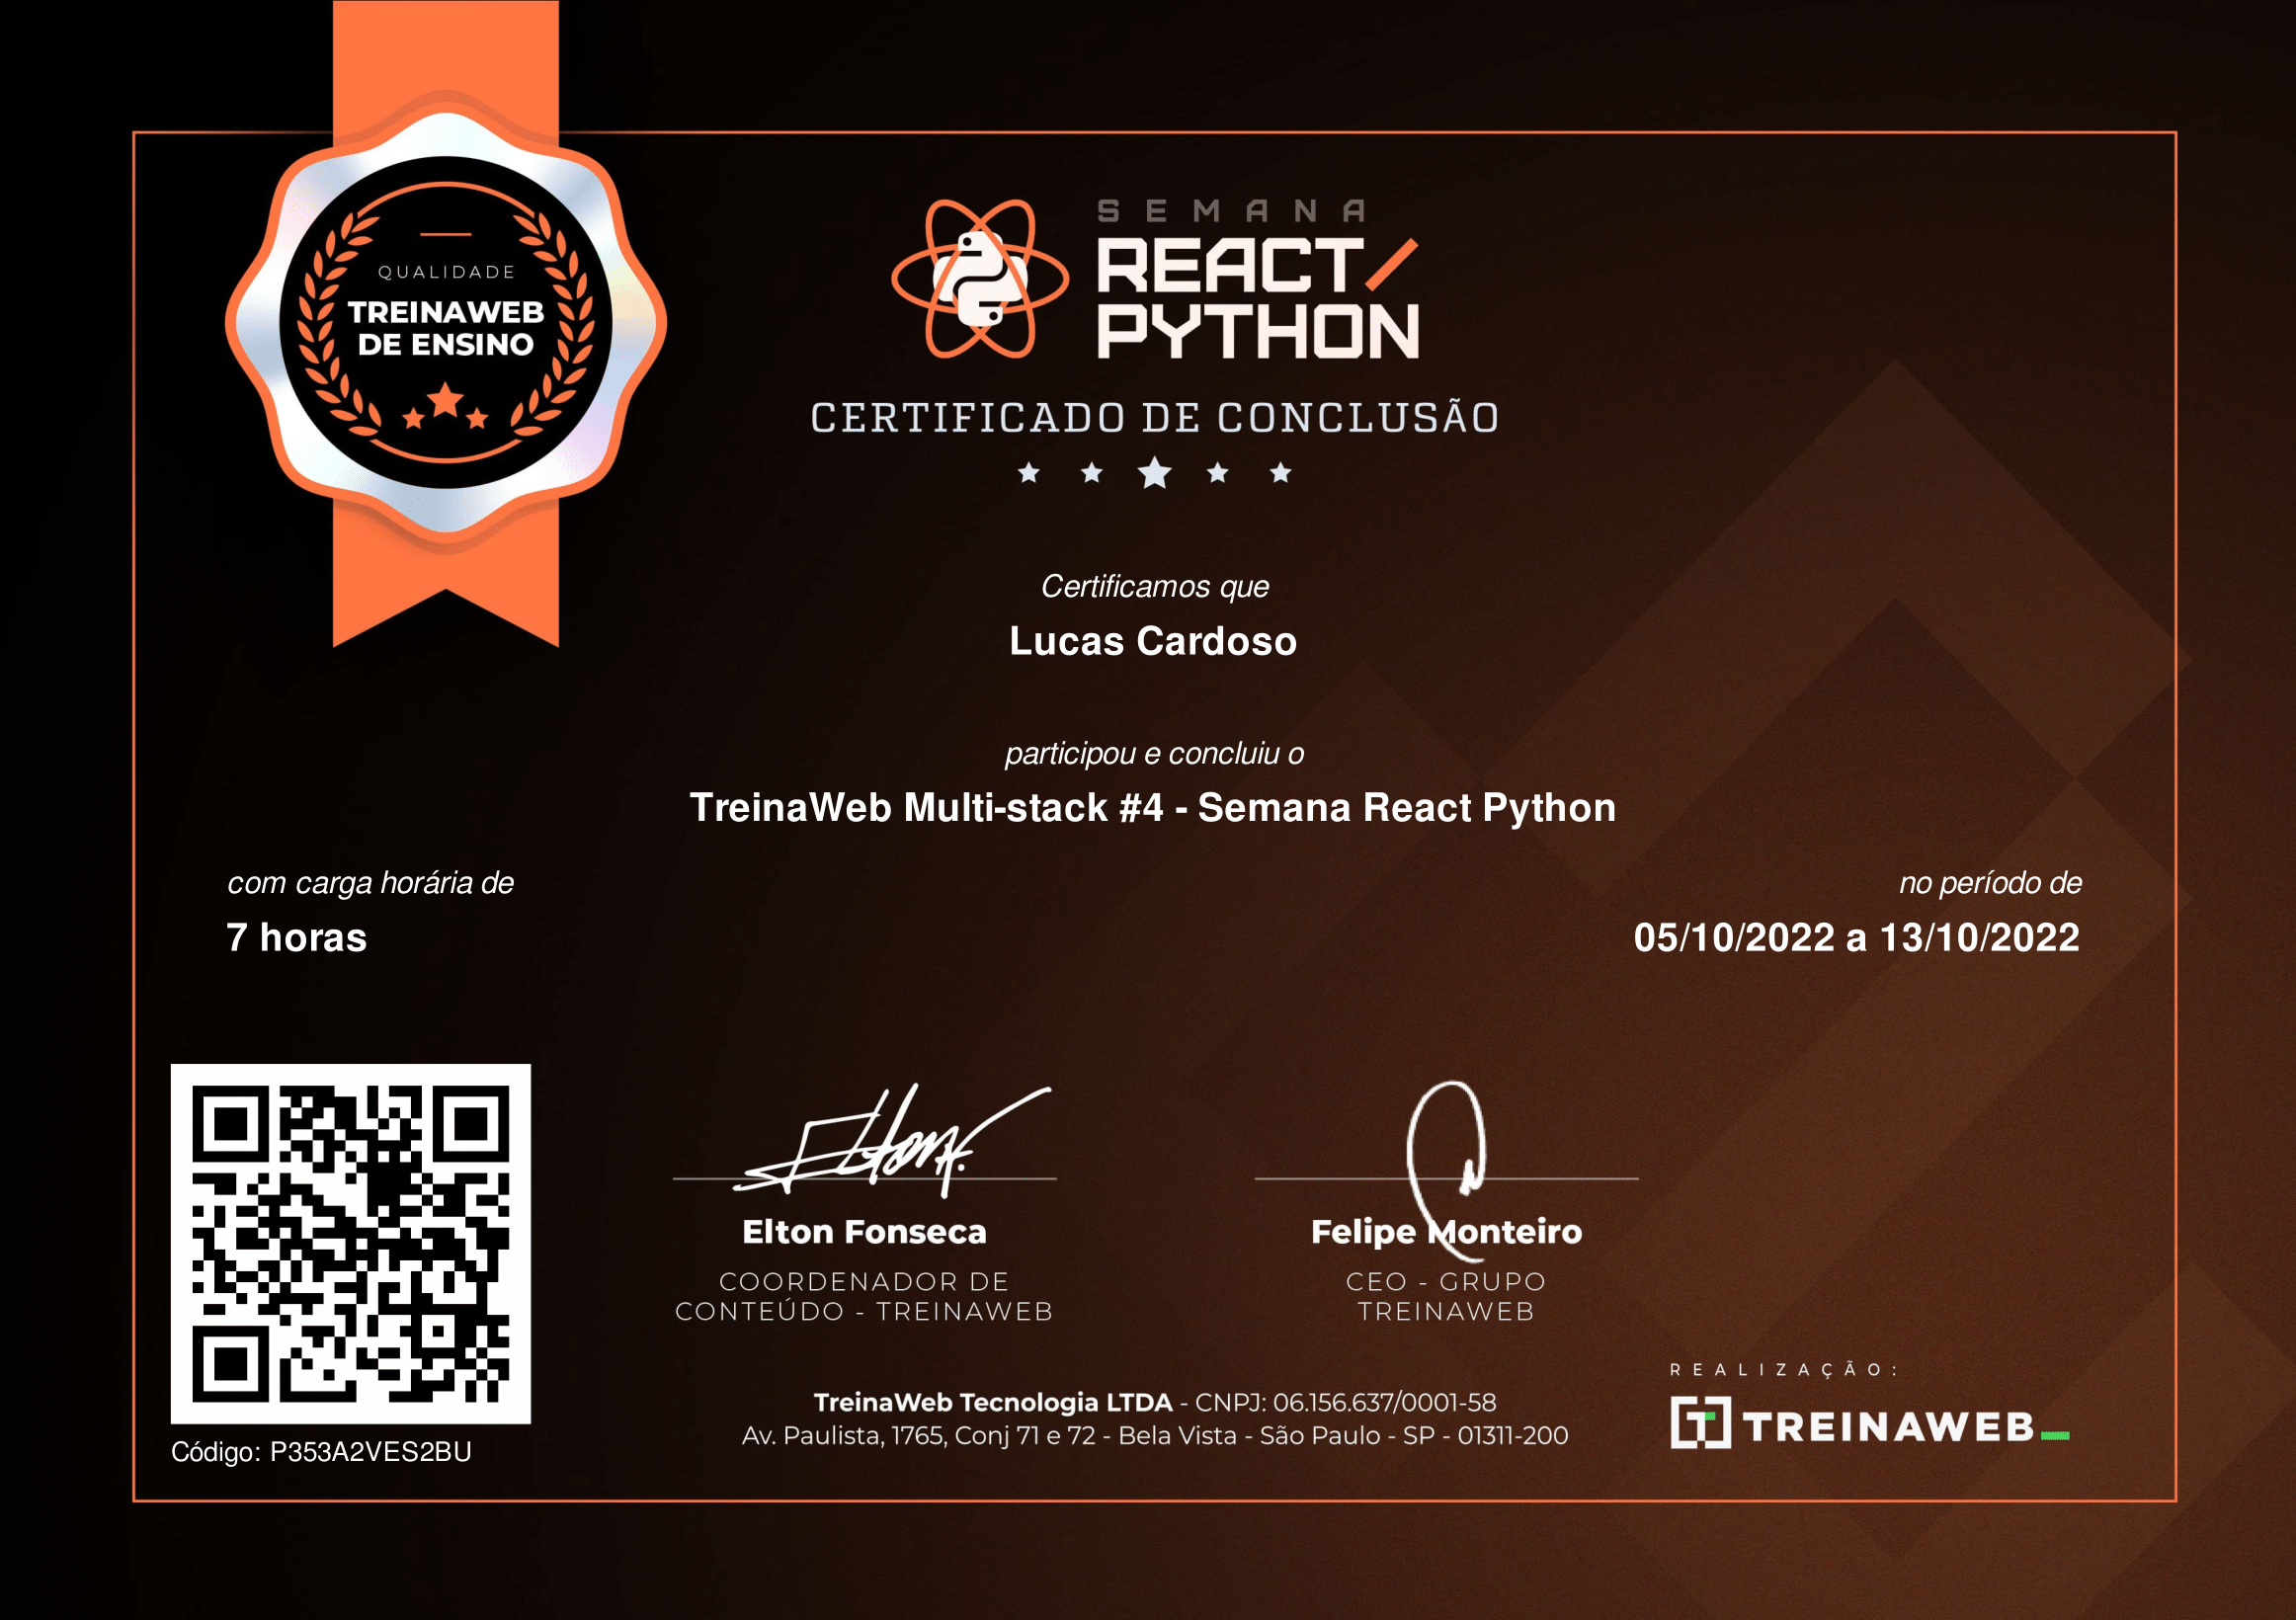 QUALIDADE
TREINAWEB
DE ENSINO
SEMANA
REACT/
PYTHON
CERTIFICADO DE CONCLUSÃO
Certificamos que
Lucas Cardoso
participou e concluiu o
TreinaWeb Multi-stack #4 - Semana React Python
com carga horária de
7 horas
no período de
05/10/2022 a 13/10/2022
Elton Fonseca
COORDENADOR DE
CONTEÚDO - TREINAWEB
Felipe Monteiro
CEO - GRUPO
TREINAWEB
TreinaWeb Tecnologia LTDA - CNPJ: 06.156.637/0001-58
Av. Paulista, 1765, Conj 71 e 72 - Bela Vista - São Paulo - SP - 01311-200
REALIZAÇÃO:
TREINAWEB_
Código: P353A2VES2BU